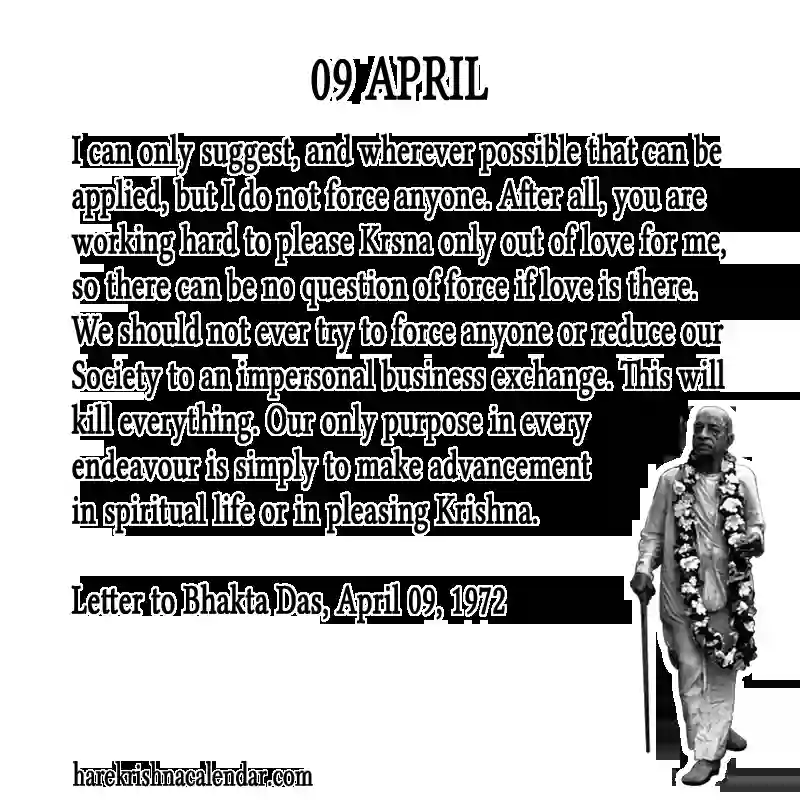 09 APRIL
I can only suggest, and wherever possible that can be
applied, but I do not force anyone. After all, you are
working hard to please Krsna only out of love for me,
so there can be no question of force if love is there.
We should not ever try to force anyone or reduce our
Society to an impersonal business exchange. This will
kill everything. Our only purpose in every
endeavour is simply to make advancement
in spiritual life or in pleasing Krishna.
Letter to Bhakta Das, April 09, 1972
harekrishnacalendar.com